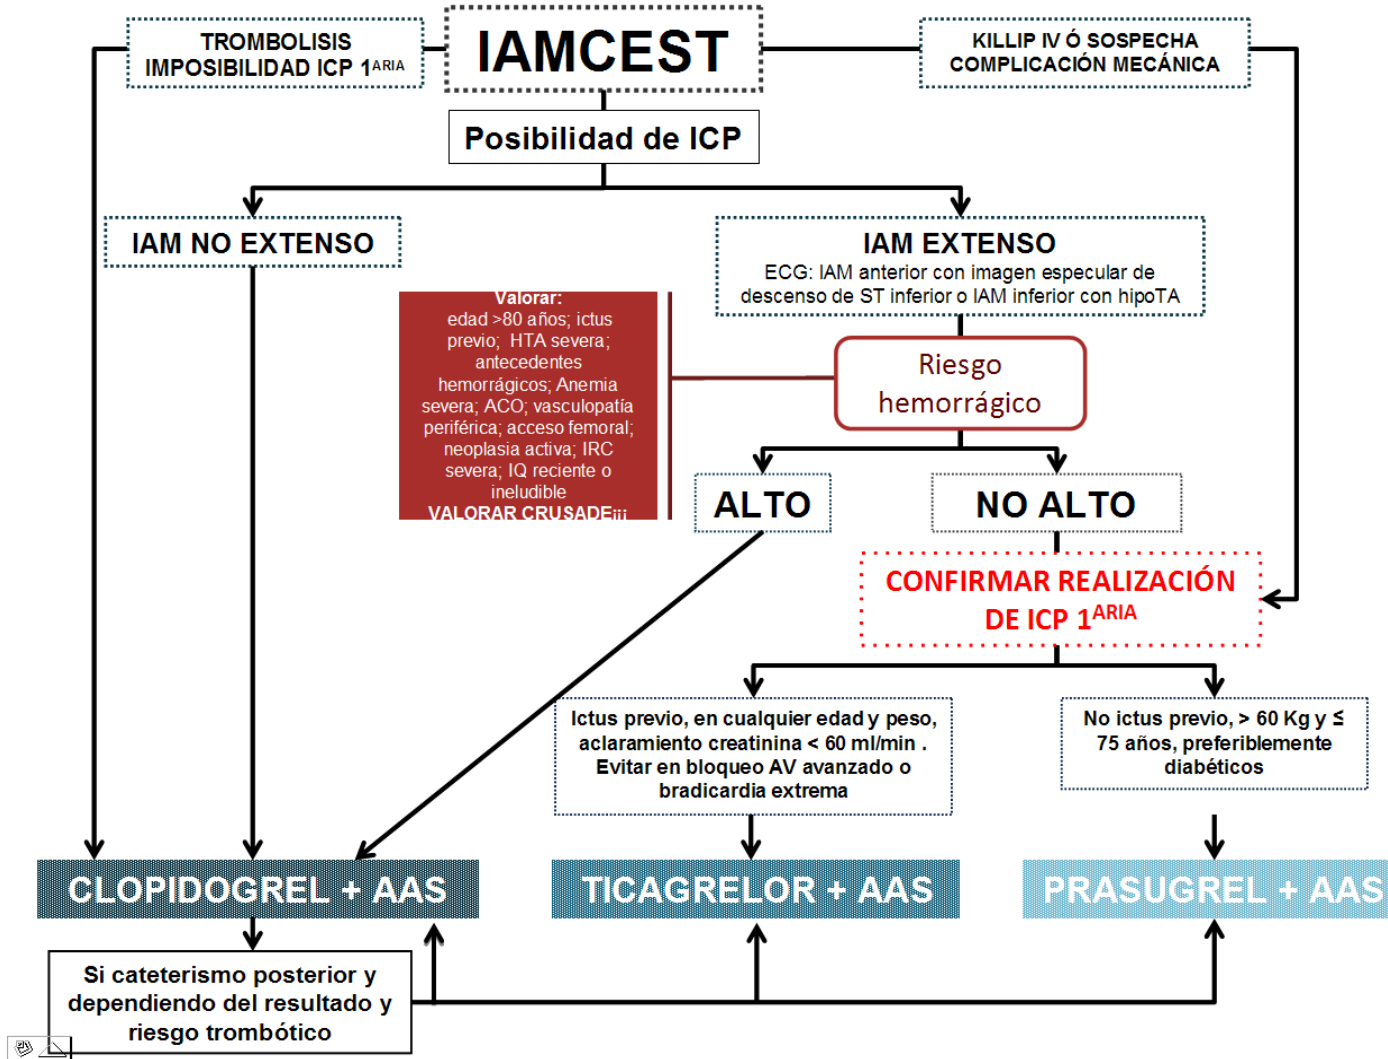 TROMBOLISIS
IMPOSIBILIDAD ICP 1ARIA
IAMCEST
KILLIP IV Ó SOSPECHA
COMPLICACIÓN MECÁNICA
Posibilidad de ICP
IAM NO EXTENSO
IAM EXTENSO
ECG: IAM anterior con imagen especular de
descenso de ST inferior o IAM inferior con hipoTA
Valorar:
edad >80 años; ictus
previo; HTA severa;
antecedentes
hemorrágicos; Anemia
severa; ACO; vasculopatía
periférica; acceso femoral;
neoplasia activa; IRC
severa; IQ reciente o
ineludible
VALORAR CRUSADE¡¡¡
Riesgo
hemorrágico
ALTO
NO ALTO
CONFIRMAR REALIZACIÓN
DE ICP 1ARIA
Ictus previo, en cualquier edad y peso,
aclaramiento creatinina < 60 ml/min .
Evitar en bloqueo AV avanzado o
bradicardia extrema
No ictus previo, > 60 Kg y ≤
75 años, preferiblemente
diabéticos
CLOPIDOGREL + AAS
TICAGRELOR + AAS
PRASUGREL + AAS
Si cateterismo posterior y
dependiendo del resultado y
riesgo trombótico